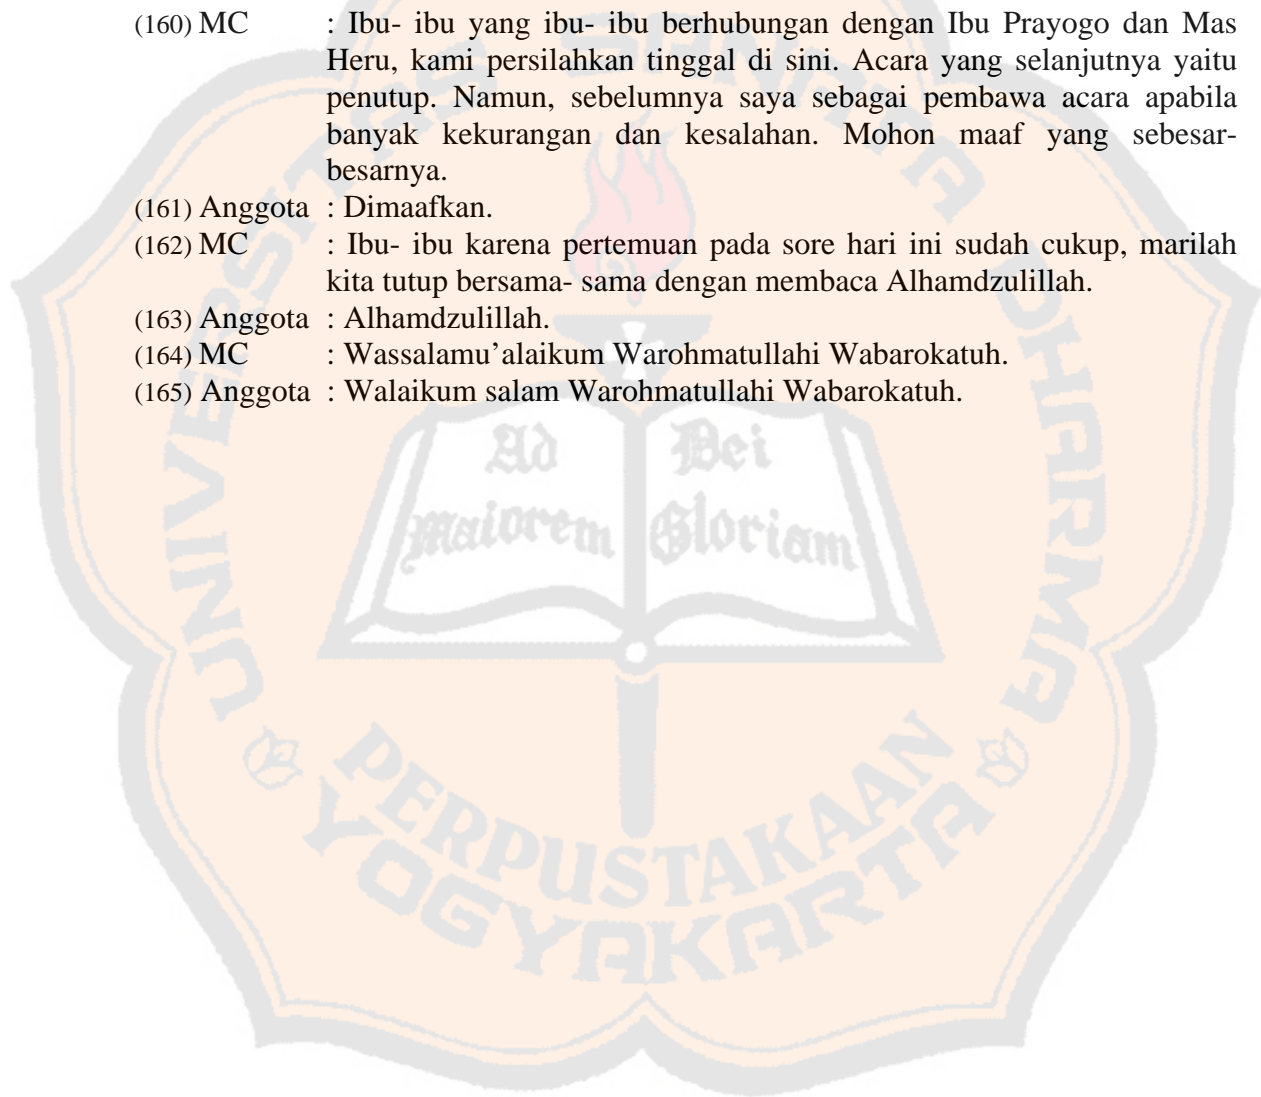 (160) MC : Ibu- ibu yang ibu- ibu berhubungan dengan Ibu Prayogo dan Mas
Heru, kami persilahkan tinggal di sini. Acara yang selanjutnya yaitu
penutup. Namun, sebelumnya saya sebagai pembawa acara apabila
banyak kekurangan dan kesalahan. Mohon maaf yang sebesar-
besarnya.
(161) Anggota : Dimaafkan.
(162) MC : Ibu- ibu karena pertemuan pada sore hari ini sudah cukup, marilah
kita tutup bersama- sama dengan membaca Alhamdzulillah.
(163) Anggota : Alhamdzulillah.
(164) MC : Wassalamu’alaikum Warohmatullahi Wabarokatuh.
(165) Anggota : Walaikum salam Warohmatullahi Wabarokatuh.
UNIVERSITAS SANATA DHARMA
Ad Dei
maiorem Gloriam
PERPUSTAKAAN
YOGYAKARTA